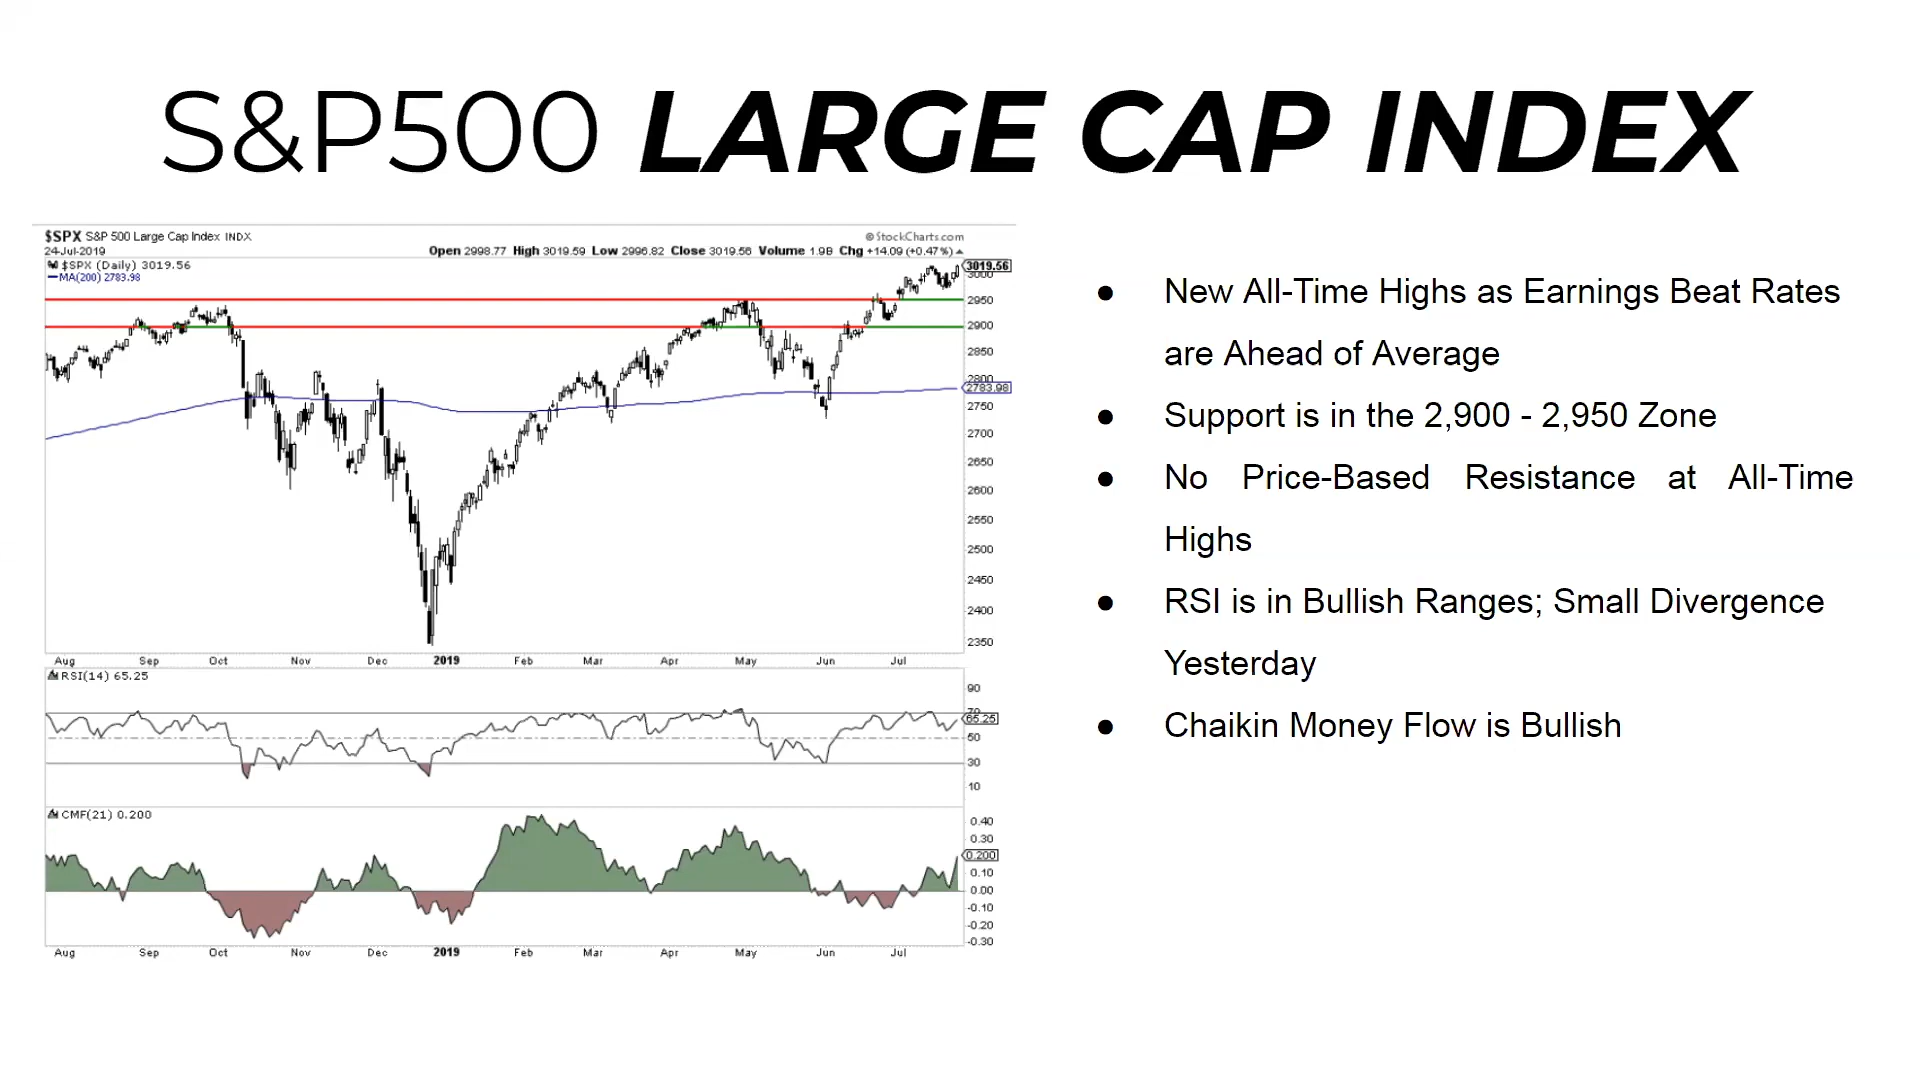 S&P500 LARGE CAP INDEX
$SPX S&P 500 Large Cap Index INDX
© StockCharts.com
24-Jul-2019
Open 2998.77 High 3019.59 Low 2996.82 Close 3019.56 Volume 1.9B Chg +14.09 (+0.47%)
$SPX (Daily) 3019.56
MA(200) 2783.98
3019.56
3000
2950
2900
2850
2800
2783.98
2750
2700
2650
2600
2550
2500
2450
2400
2350
Aug Sep Oct Nov Dec 2019 Feb Mar Apr May Jun Jul
RSI(14) 65.25
90
70
65.25
50
30
10
CMF(21) 0.200
0.40
0.30
0.200
0.10
0.00
-0.10
-0.20
-0.30
Aug Sep Oct Nov Dec 2019 Feb Mar Apr May Jun Jul
● New All-Time Highs as Earnings Beat Rates
are Ahead of Average
● Support is in the 2,900 - 2,950 Zone
● No Price-Based Resistance at All-Time
Highs
● RSI is in Bullish Ranges; Small Divergence
Yesterday
● Chaikin Money Flow is Bullish